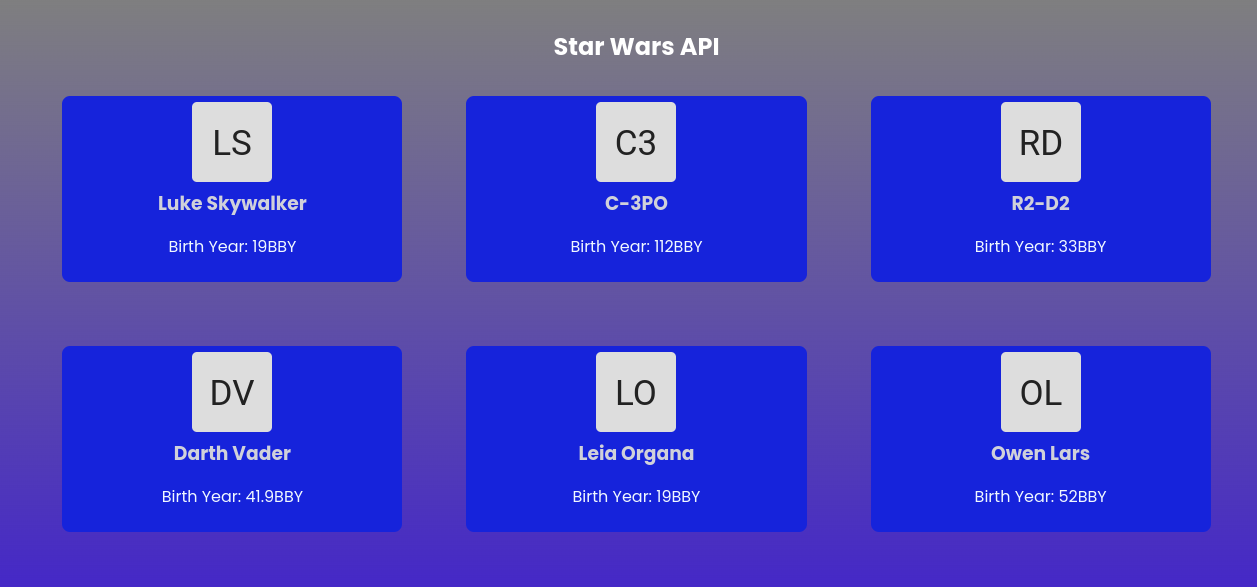 Star Wars API
LS
Luke Skywalker
Birth Year: 19BBY
C3
C-3PO
Birth Year: 112BBY
RD
R2-D2
Birth Year: 33BBY
DV
Darth Vader
Birth Year: 41.9BBY
LO
Leia Organa
Birth Year: 19BBY
OL
Owen Lars
Birth Year: 52BBY